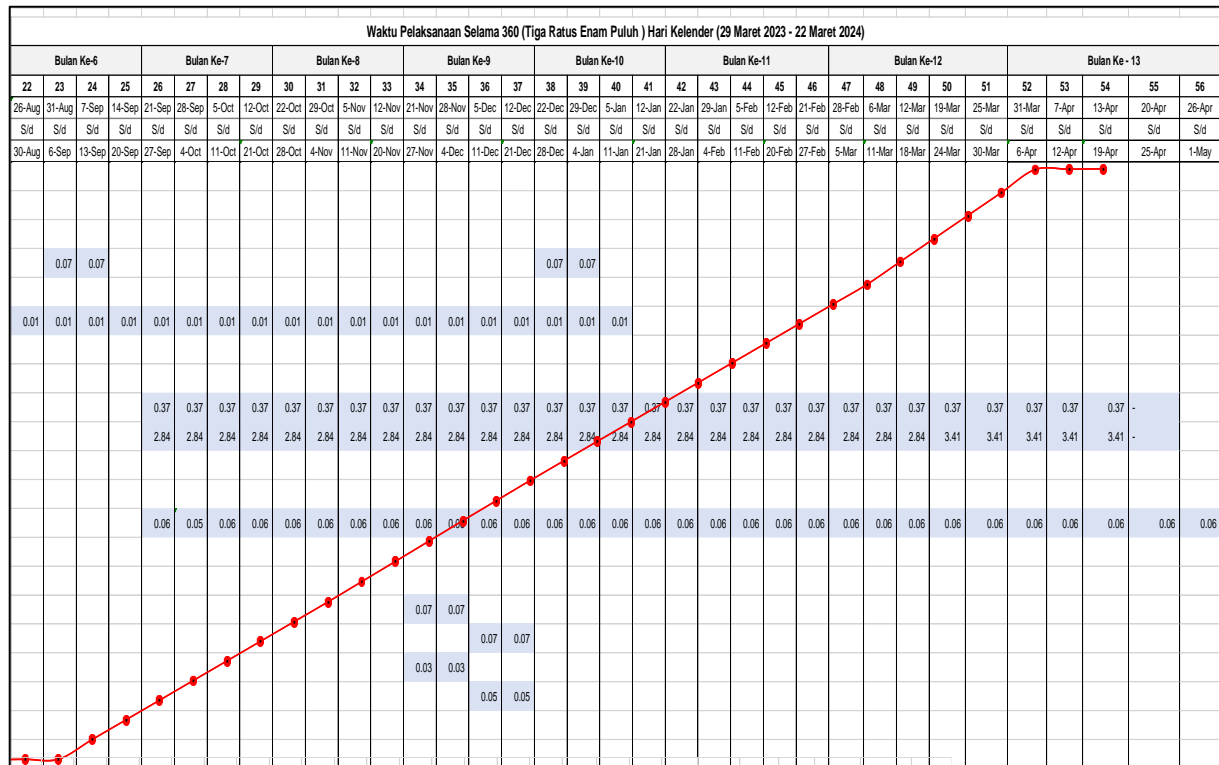 Waktu Pelaksanaan Selama 360 (Tiga Ratus Enam Puluh ) Hari Kelender (29 Maret 2023 - 22 Maret 2024)
Bulan Ke-6 Bulan Ke-7 Bulan Ke-8 Bulan Ke-9 Bulan Ke-10 Bulan Ke-11 Bulan Ke-12 Bulan Ke - 13
22 23 24 25 26 27 28 29 30 31 32 33 34 35 36 37 38 39 40 41 42 43 44 45 46 47 48 49 50 51 52 53 54 55 56
26-Aug 31-Aug 7-Sep 14-Sep 21-Sep 28-Sep 5-Oct 12-Oct 22-Oct 29-Oct 5-Nov 12-Nov 21-Nov 28-Nov 5-Dec 12-Dec 22-Dec 29-Dec 5-Jan 12-Jan 22-Jan 29-Jan 5-Feb 12-Feb 21-Feb 28-Feb 6-Mar 12-Mar 19-Mar 25-Mar 31-Mar 7-Apr 13-Apr 20-Apr 26-Apr
S/d S/d S/d S/d S/d S/d S/d S/d S/d S/d S/d S/d S/d S/d S/d S/d S/d S/d S/d S/d S/d S/d S/d S/d S/d S/d S/d S/d S/d S/d S/d S/d S/d S/d S/d
30-Aug 6-Sep 13-Sep 20-Sep 27-Sep 4-Oct 11-Oct 21-Oct 28-Oct 4-Nov 11-Nov 20-Nov 27-Nov 4-Dec 11-Dec 21-Dec 28-Dec 4-Jan 11-Jan 21-Jan 28-Jan 4-Feb 11-Feb 20-Feb 27-Feb 5-Mar 11-Mar 18-Mar 24-Mar 30-Mar 6-Apr 12-Apr 19-Apr 25-Apr 1-May
0.07 0.07 0.07 0.07
0.01 0.01 0.01 0.01 0.01 0.01 0.01 0.01 0.01 0.01 0.01 0.01 0.01 0.01 0.01 0.01 0.01 0.01 0.01
0.37 0.37 0.37 0.37 0.37 0.37 0.37 0.37 0.37 0.37 0.37 0.37 0.37 0.37 0.37 0.37 0.37 0.37 0.37 0.37 0.37 0.37 0.37 0.37 0.37 0.37 0.37 0.37 0.37 -
2.84 2.84 2.84 2.84 2.84 2.84 2.84 2.84 2.84 2.84 2.84 2.84 2.84 2.84 2.84 2.84 2.84 2.84 2.84 2.84 2.84 2.84 2.84 2.84 3.41 3.41 3.41 3.41 3.41 -
0.06 0.05 0.06 0.06 0.06 0.06 0.06 0.06 0.06 0.06 0.06 0.06 0.06 0.06 0.06 0.06 0.06 0.06 0.06 0.06 0.06 0.06 0.06 0.06 0.06 0.06 0.06 0.06 0.06 0.06
0.07 0.07
0.07 0.07
0.03 0.03
0.05 0.05